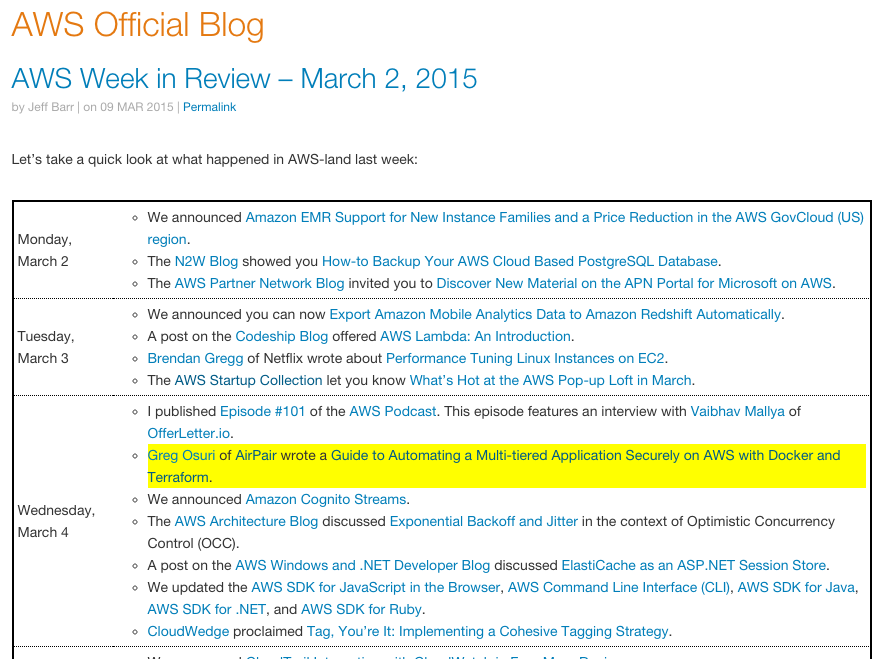 AWS Official Blog
AWS Week in Review – March 2, 2015
by Jeff Barr | on 09 MAR 2015 | Permalink
Let's take a quick look at what happened in AWS-land last week:
Monday,
March 2
We announced Amazon EMR Support for New Instance Families and a Price Reduction in the AWS GovCloud (US)
region.
The N2W Blog showed you How-to Backup Your AWS Cloud Based PostgreSQL Database.
The AWS Partner Network Blog invited you to Discover New Material on the APN Portal for Microsoft on AWS.
Tuesday,
March 3
We announced you can now Export Amazon Mobile Analytics Data to Amazon Redshift Automatically.
A post on the Codeship Blog offered AWS Lambda: An Introduction.
Brendan Gregg of Netflix wrote about Performance Tuning Linux Instances on EC2.
The AWS Startup Collection let you know What's Hot at the AWS Pop-up Loft in March.
Wednesday,
March 4
I published Episode #101 of the AWS Podcast. This episode features an interview with Vaibhav Mallya of
OfferLetter.io.
Greg Osuri of AirPair wrote a Guide to Automating a Multi-tiered Application Securely on AWS with Docker and
Terraform.
We announced Amazon Cognito Streams.
The AWS Architecture Blog discussed Exponential Backoff and Jitter in the context of Optimistic Concurrency
Control (OCC).
A post on the AWS Windows and .NET Developer Blog discussed ElastiCache as an ASP.NET Session Store.
We updated the AWS SDK for JavaScript in the Browser, AWS Command Line Interface (CLI), AWS SDK for Java,
AWS SDK for .NET, and AWS SDK for Ruby.
CloudWedge proclaimed Tag, You're It: Implementing a Cohesive Tagging Strategy.